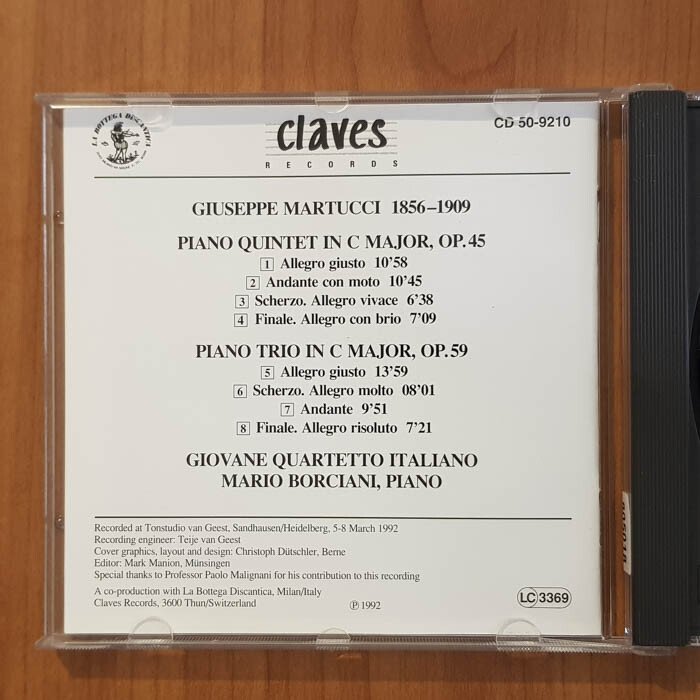 LA BOTTEGA DISCANTICA
claves
RECORDS
CD 50-9210
GIUSEPPE MARTUCCI 1856–1909
PIANO QUINTET IN C MAJOR, OP. 45
1 Allegro giusto 10’58
2 Andante con moto 10’45
3 Scherzo. Allegro vivace 6’38
4 Finale. Allegro con brio 7’09
PIANO TRIO IN C MAJOR, OP. 59
5 Allegro giusto 13’59
6 Scherzo. Allegro molto 08’01
7 Andante 9’51
8 Finale. Allegro risoluto 7’21
GIOVANE QUARTETTO ITALIANO
MARIO BORCIANI, PIANO
Recorded at Tonstudio van Geest, Sandhausen/Heidelberg, 5-8 March 1992
Recording engineer: Teije van Geest
Cover graphics, layout and design: Christoph Dütschler, Berne
Editor: Mark Manion, Münsingen
Special thanks to Professor Paolo Malignani for his contribution to this recording
A co-production with La Bottega Discantica, Milan/Italy
Claves Records, 3600 Thun/Switzerland
℗ 1992
LC 3369